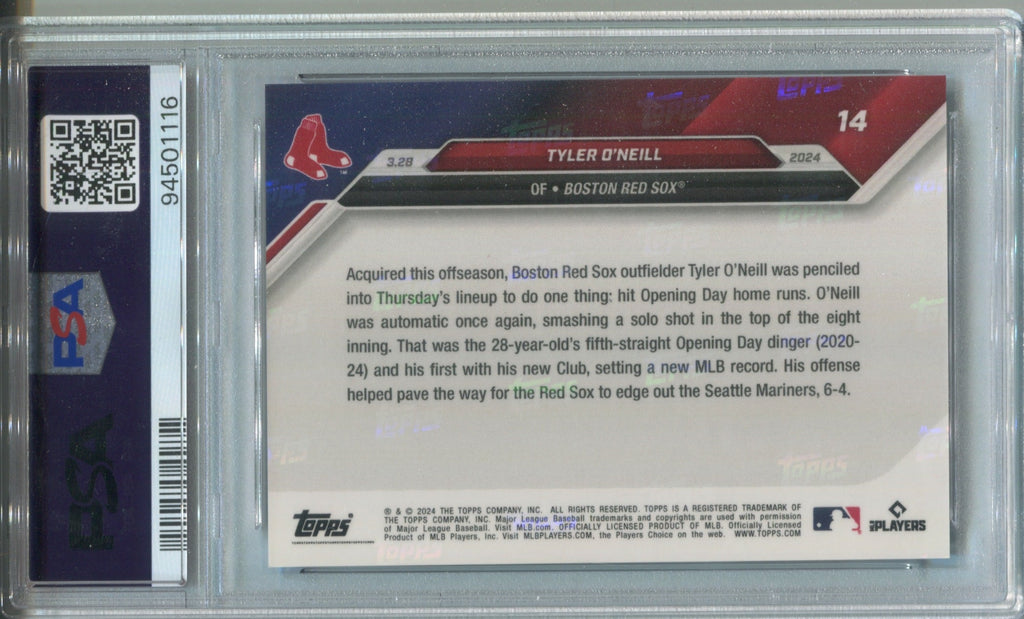 94501116
PSA
PSA
14
3.28
TYLER O'NEILL
2024
OF • BOSTON RED SOX®
Acquired this offseason, Boston Red Sox outfielder Tyler O'Neill was penciled
into Thursday's lineup to do one thing: hit Opening Day home runs. O'Neill
was automatic once again, smashing a solo shot in the top of the eight
inning. That was the 28-year-old's fifth-straight Opening Day dinger (2020-
24) and his first with his new Club, setting a new MLB record. His offense
helped pave the way for the Red Sox to edge out the Seattle Mariners, 6-4.
Topps
® & © 2024 THE TOPPS COMPANY, INC. ALL RIGHTS RESERVED. TOPPS IS A REGISTERED TRADEMARK OF
THE TOPPS COMPANY, INC. Major League Baseball trademarks and copyrights are used with permission
of Major League Baseball. Visit MLB.com. OFFICIALLY LICENSED PRODUCT OF MLB. Officially Licensed
Product of MLB Players, Inc. Visit MLBPLAYERS.COM, the Players Choice on the web. WWW.TOPPS.COM
PLAYERS